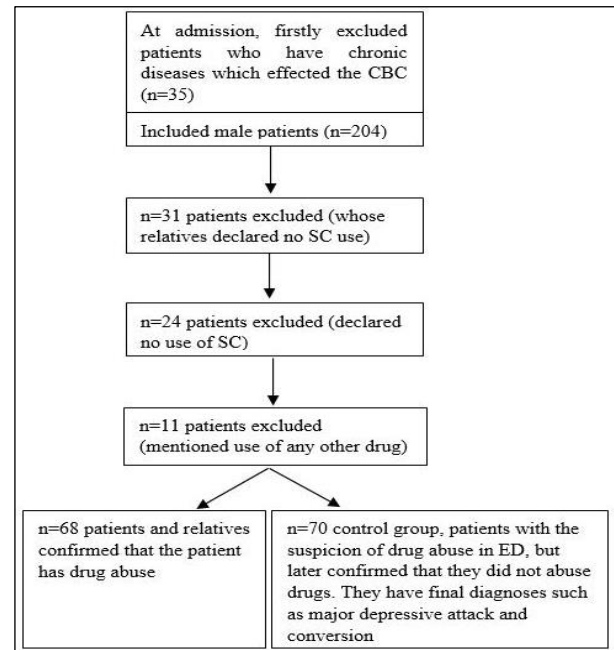 At admission, firstly excluded
patients who have chronic
diseases which effected the CBC
(n=35)
Included male patients (n=204)
n=31 patients excluded (whose
relatives declared no SC use)
n=24 patients excluded (declared
no use of SC)
n=11 patients excluded
(mentioned use of any other drug)
n=68 patients and relatives
confirmed that the patient
has drug abuse
n=70 control group, patients with the
suspicion of drug abuse in ED, but
later confirmed that they did not abuse
drugs. They have final diagnoses such
as major depressive attack and
conversion